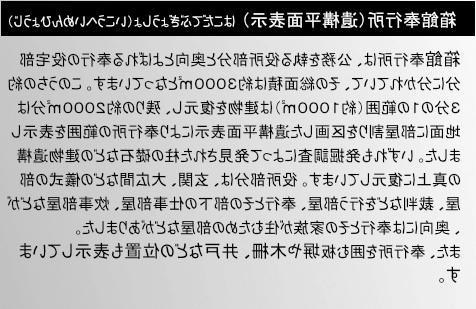 箱館奉行所（遺構平面表示）（はこだてぶぎょうしょ（いこうへいめんひょうじ）
箱館奉行所は、公務を執る役所部分と奥向とよばれる奉行の役宅部
分に分かれていて、その総面積は約3000㎡になっています。このうちの約
3分の1の範囲（約1000㎡）は建物を復元し、残りの約2000㎡分は
地面に部屋割りを区画した遺構平面表示により奉行所の範囲を表示し
ました。いずれも発掘調査によって発見された柱の礎石などの建物遺構
の真上に復元しています。役所部分は、玄関、大広間などの儀式の部
屋、裁判などを行う部屋、奉行とその部下の仕事部屋、炊事部屋などが
、奥向には奉行とその家族が住むための部屋などがありました。
また、奉行所を囲む板塀や木柵、井戸などの位置も表示していま
す。